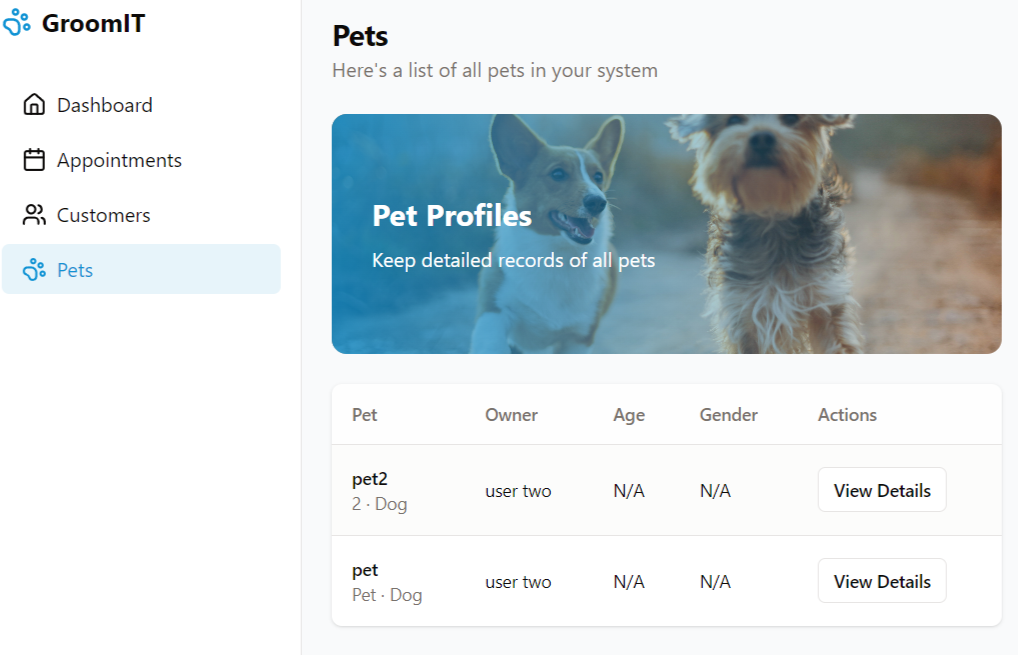 GroomIT
Dashboard
Appointments
Customers
Pets
Pets
Here's a list of all pets in your system
Pet Profiles
Keep detailed records of all pets
Pet Owner Age Gender Actions
pet2
2 · Dog
user two N/A N/A View Details
pet
Pet · Dog
user two N/A N/A View Details